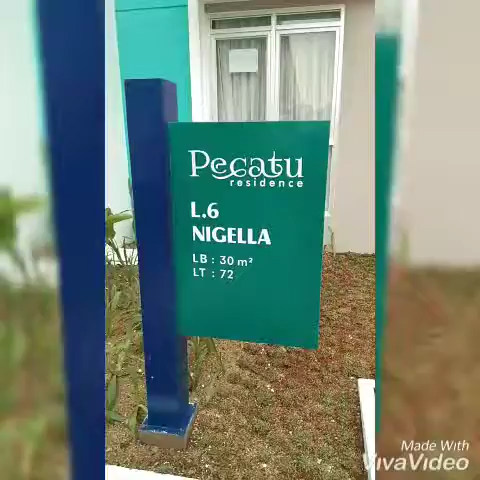 Pecatu
residence
L.6
NIGELLA
LB : 30 m²
LT : 72
Made With
VivaVideo